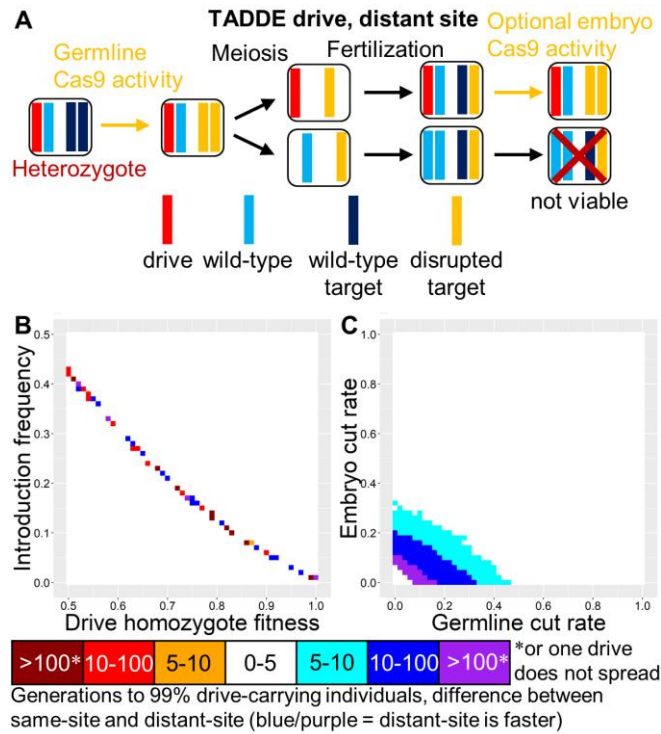 A
TADDE drive, distant site
Germline
Cas9 activity
Meiosis
Fertilization
Optional embryo
Cas9 activity
Heterozygote
not viable
drive
wild-type
wild-type
target
disrupted
target
B
Introduction frequency
0.5
0.4
0.3
0.2
0.1
0.0
0.5 0.6 0.7 0.8 0.9 1.0
Drive homozygote fitness
C
Embryo cut rate
1.0
0.8
0.6
0.4
0.2
0.0
0.0 0.2 0.4 0.6 0.8 1.0
Germline cut rate
>100* 10-100 5-10 0-5 5-10 10-100 >100*
*or one drive
does not spread
Generations to 99% drive-carrying individuals, difference between
same-site and distant-site (blue/purple = distant-site is faster)